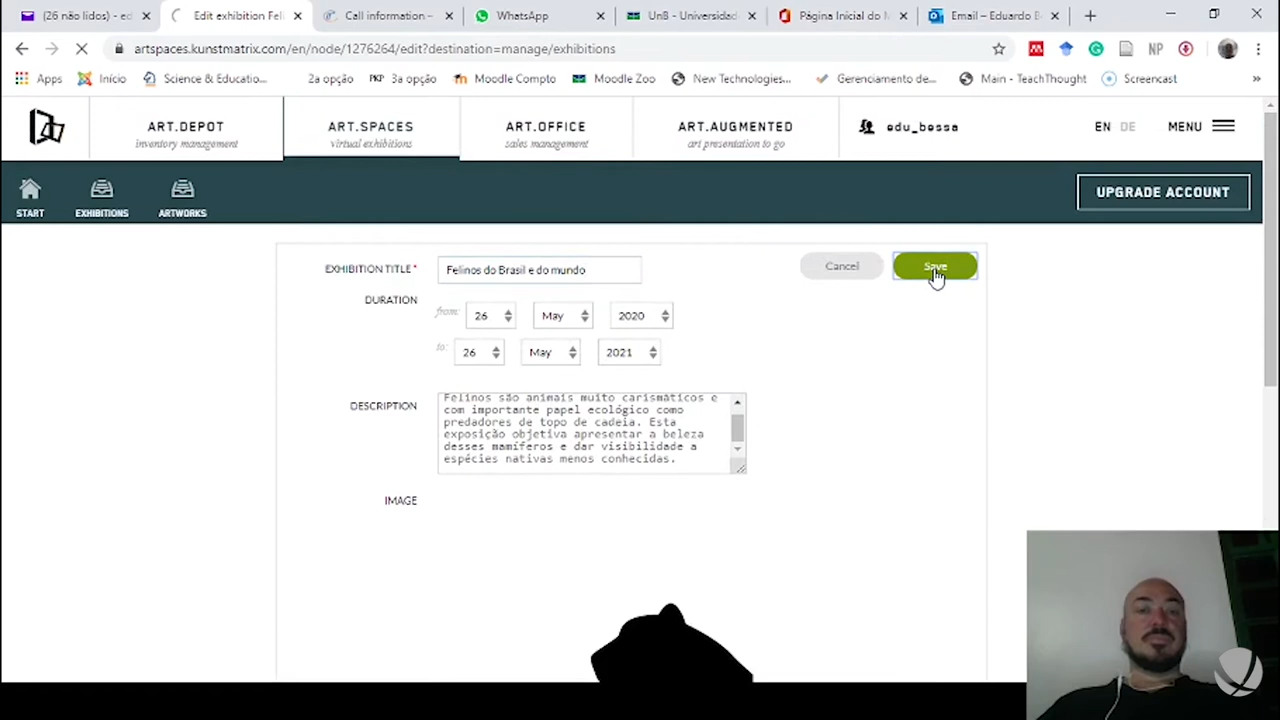 (26 não lidos) - ed
Edit exhibition Feli
Call information –
WhatsApp
UnB - Universidade
Página Inicial do M
Email – Eduardo B
artspaces.kunstmatrix.com/en/node/1276264/edit?destination=manage/exhibitions
NP
Apps
Início
Science & Educatio...
2a opção
PKP 3a opção
Moodle Compto
Moodle Zoo
New Technologies...
Gerenciamento de...
Main - TeachThought
Screencast
»
ART.DEPOT
inventory management
ART.SPACES
virtual exhibitions
ART.OFFICE
sales management
ART.AUGMENTED
art presentation to go
edu_bessa
EN DE
MENU
START
EXHIBITIONS
ARTWORKS
UPGRADE ACCOUNT
EXHIBITION TITLE*
Felinos do Brasil e do mundo
Cancel
Save
DURATION
from: 26 May 2020
to: 26 May 2021
DESCRIPTION
Felinos são animais muito carismáticos e
com importante papel ecológico como
predadores de topo de cadeia. Esta
exposição objetiva apresentar a beleza
desses mamíferos e dar visibilidade a
espécies nativas menos conhecidas.
IMAGE